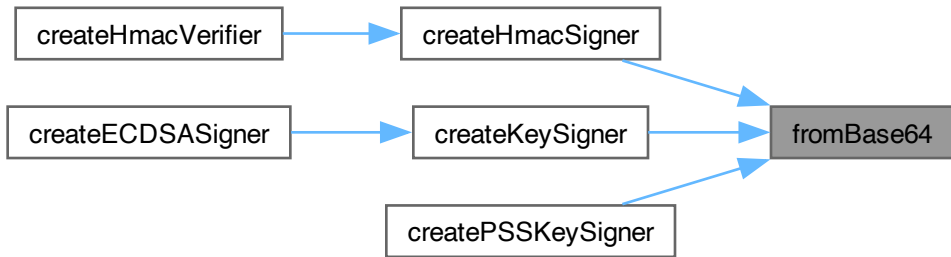 createHmacVerifier
createHmacSigner
createECDSASigner
createKeySigner
fromBase64
createPSSKeySigner